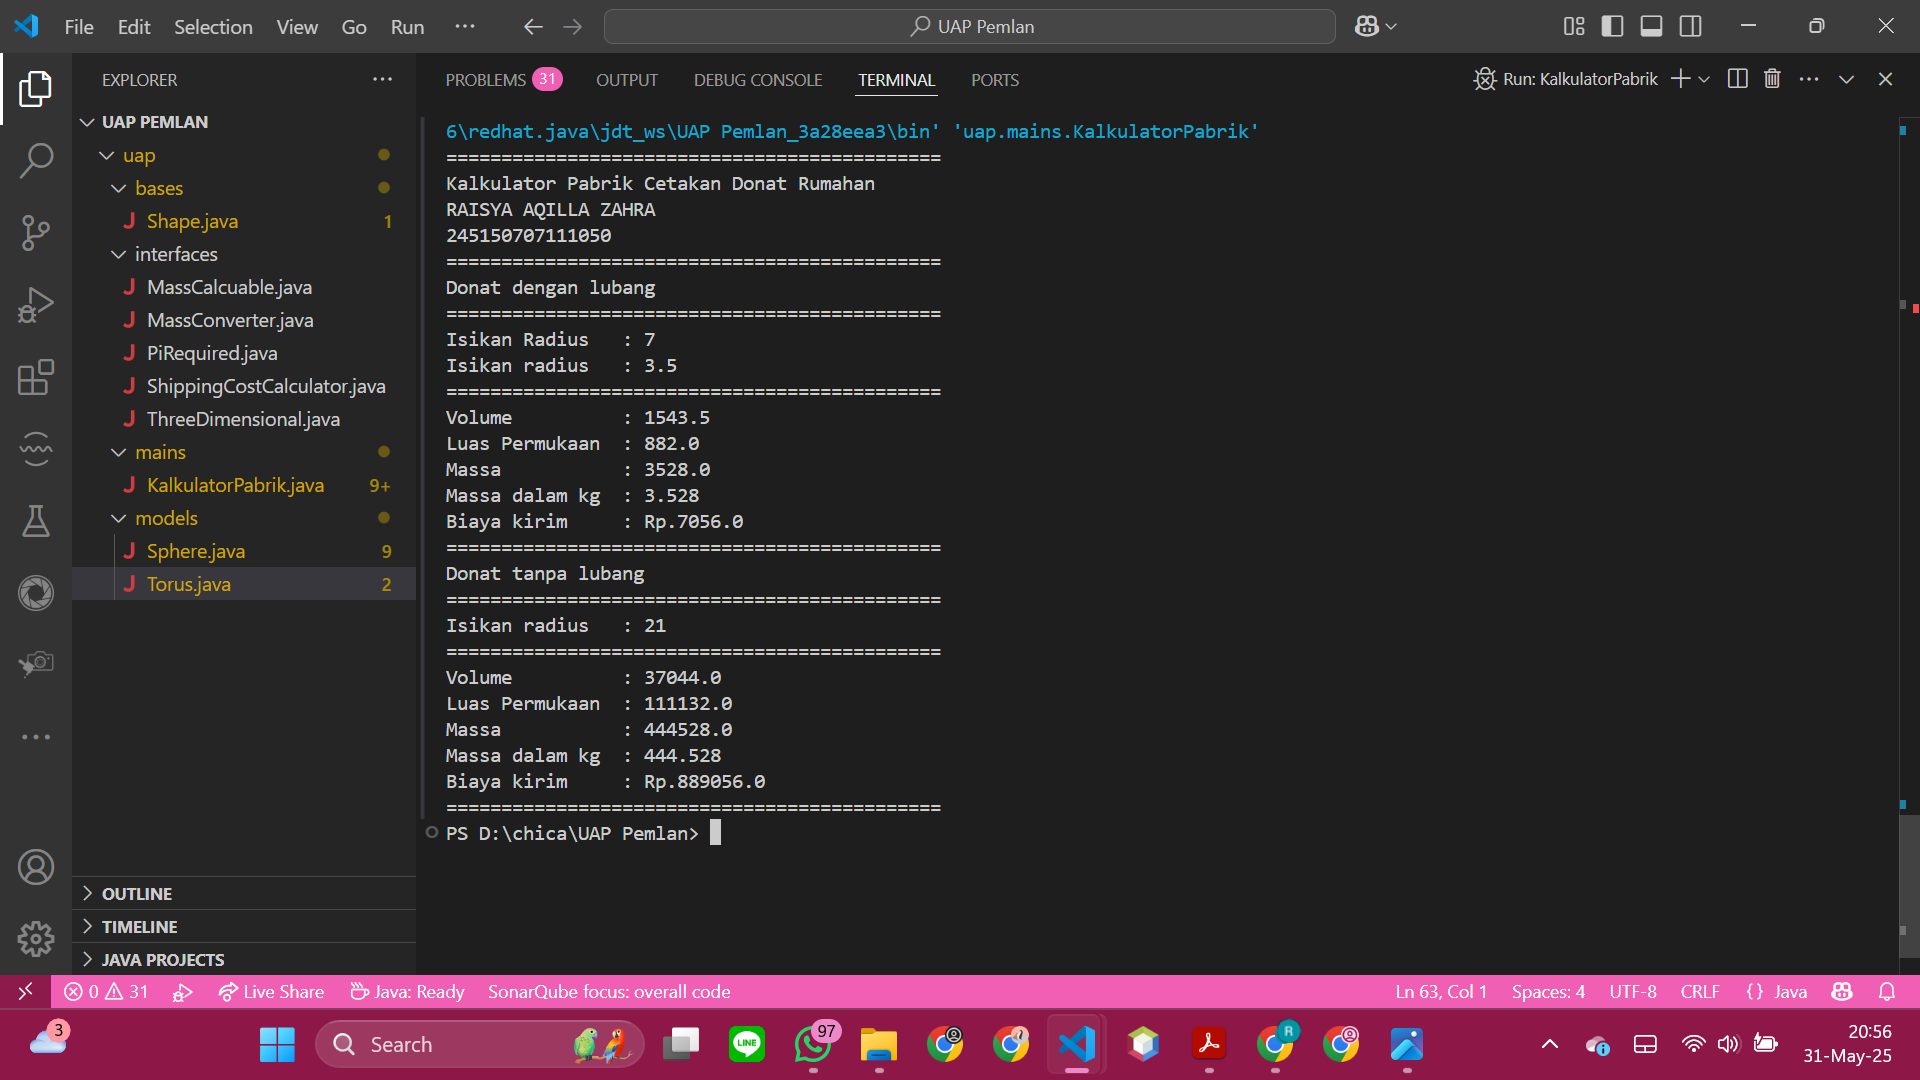 File Edit Selection View Go Run ···
UAP Pemlan
EXPLORER
UAP PEMLAN
uap
bases
Shape.java 1
interfaces
MassCalcuable.java
MassConverter.java
PiRequired.java
ShippingCostCalculator.java
ThreeDimensional.java
mains
KalkulatorPabrik.java 9+
models
Sphere.java 9
Torus.java 2
OUTLINE
TIMELINE
JAVA PROJECTS
PROBLEMS 31 OUTPUT DEBUG CONSOLE TERMINAL PORTS
Run: KalkulatorPabrik
6\redhat.java\jdt_ws\UAP Pemlan_3a28eea3\bin' 'uap.mains.KalkulatorPabrik'
=============================================
Kalkulator Pabrik Cetakan Donat Rumahan
RAISYA AQILLA ZAHRA
245150707111050
=============================================
Donat dengan lubang
=============================================
Isikan Radius   : 7
Isikan radius   : 3.5
=============================================
Volume          : 1543.5
Luas Permukaan  : 882.0
Massa           : 3528.0
Massa dalam kg  : 3.528
Biaya kirim     : Rp.7056.0
=============================================
Donat tanpa lubang
=============================================
Isikan radius   : 21
=============================================
Volume          : 37044.0
Luas Permukaan  : 111132.0
Massa           : 444528.0
Massa dalam kg  : 444.528
Biaya kirim     : Rp.889056.0
=============================================
PS D:\chica\UAP Pemlan>
0 31 Live Share Java: Ready SonarQube focus: overall code Ln 63, Col 1 Spaces: 4 UTF-8 CRLF {} Java
3
Search
LINE
97
R
20:56
31-May-25